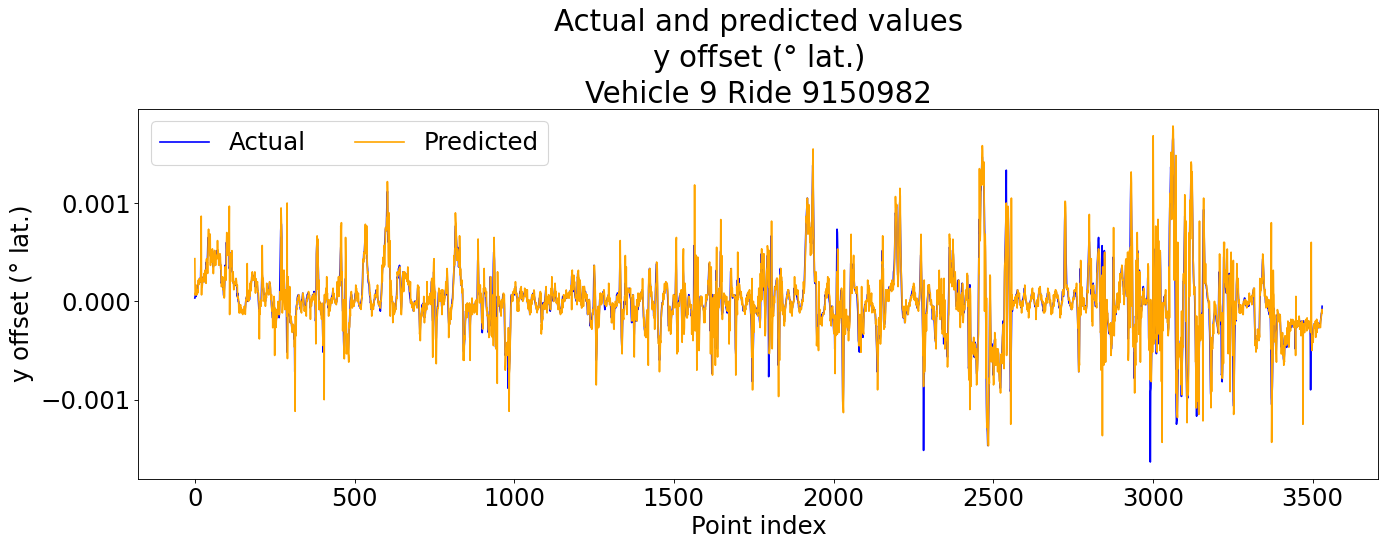 Actual and predicted values
y offset (° lat.)
Vehicle 9 Ride 9150982
Actual
Predicted
y offset (° lat.)
0.001
0.000
−0.001
0
500
1000
1500
2000
2500
3000
3500
Point index